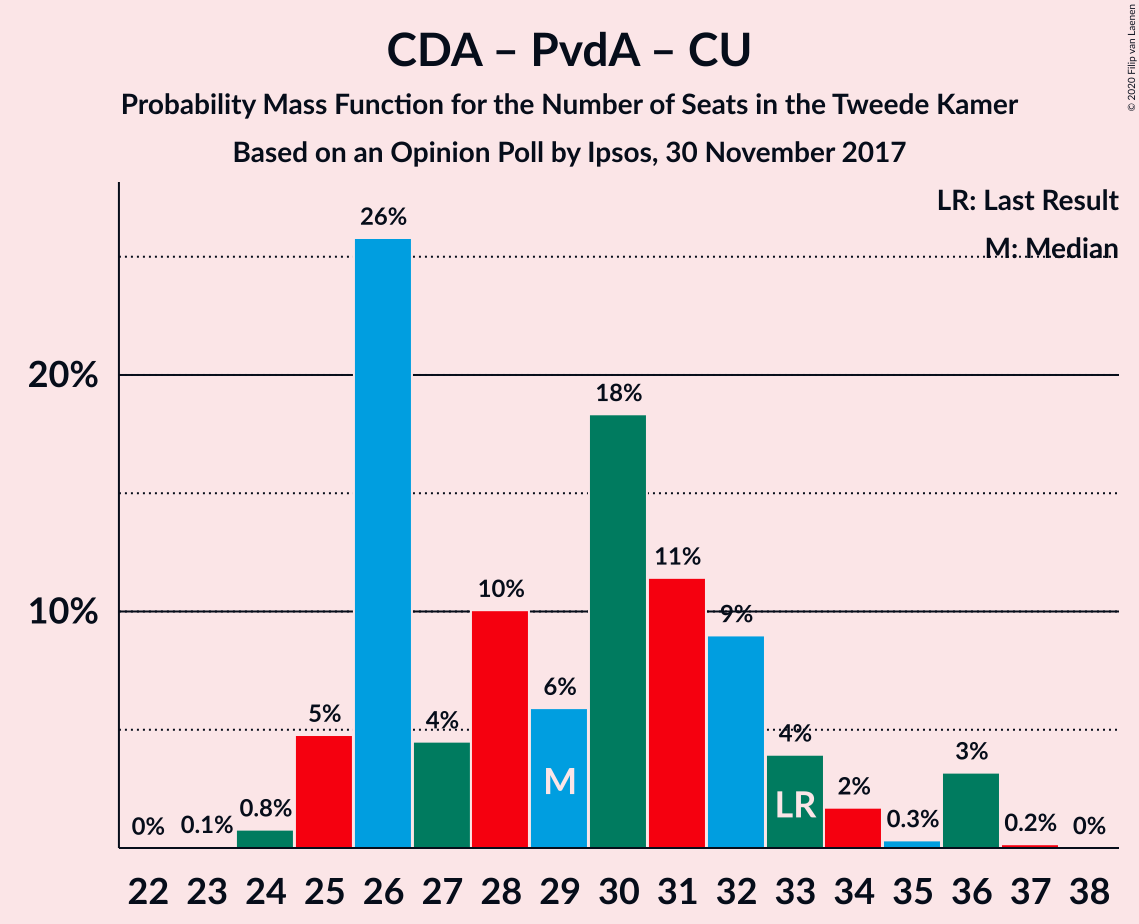 CDA – PvdA – CU
Probability Mass Function for the Number of Seats in the Tweede Kamer
Based on an Opinion Poll by Ipsos, 30 November 2017
© 2020 Filip van Laenen
LR: Last Result
M: Median
20%
10%
0%
0.1%
0.8%
5%
26%
4%
10%
6%
18%
11%
9%
4%
2%
0.3%
3%
0.2%
0%
M
LR
22 23 24 25 26 27 28 29 30 31 32 33 34 35 36 37 38